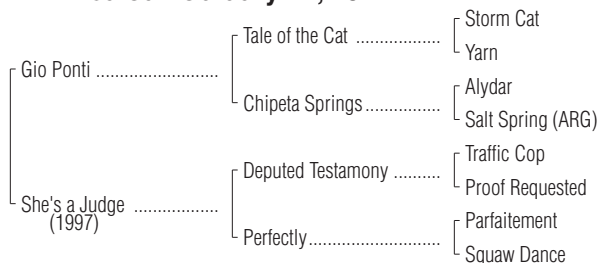 Storm Cat
Tale of the Cat ..................
Yarn
Gio Ponti ..........................
Alydar
Chipeta Springs................
Salt Spring (ARG)
Traffic Cop
Deputed Testamony ..........
Proof Requested
She's a Judge ..................
(1997)
Parfaitement
Perfectly............................
Squaw Dance